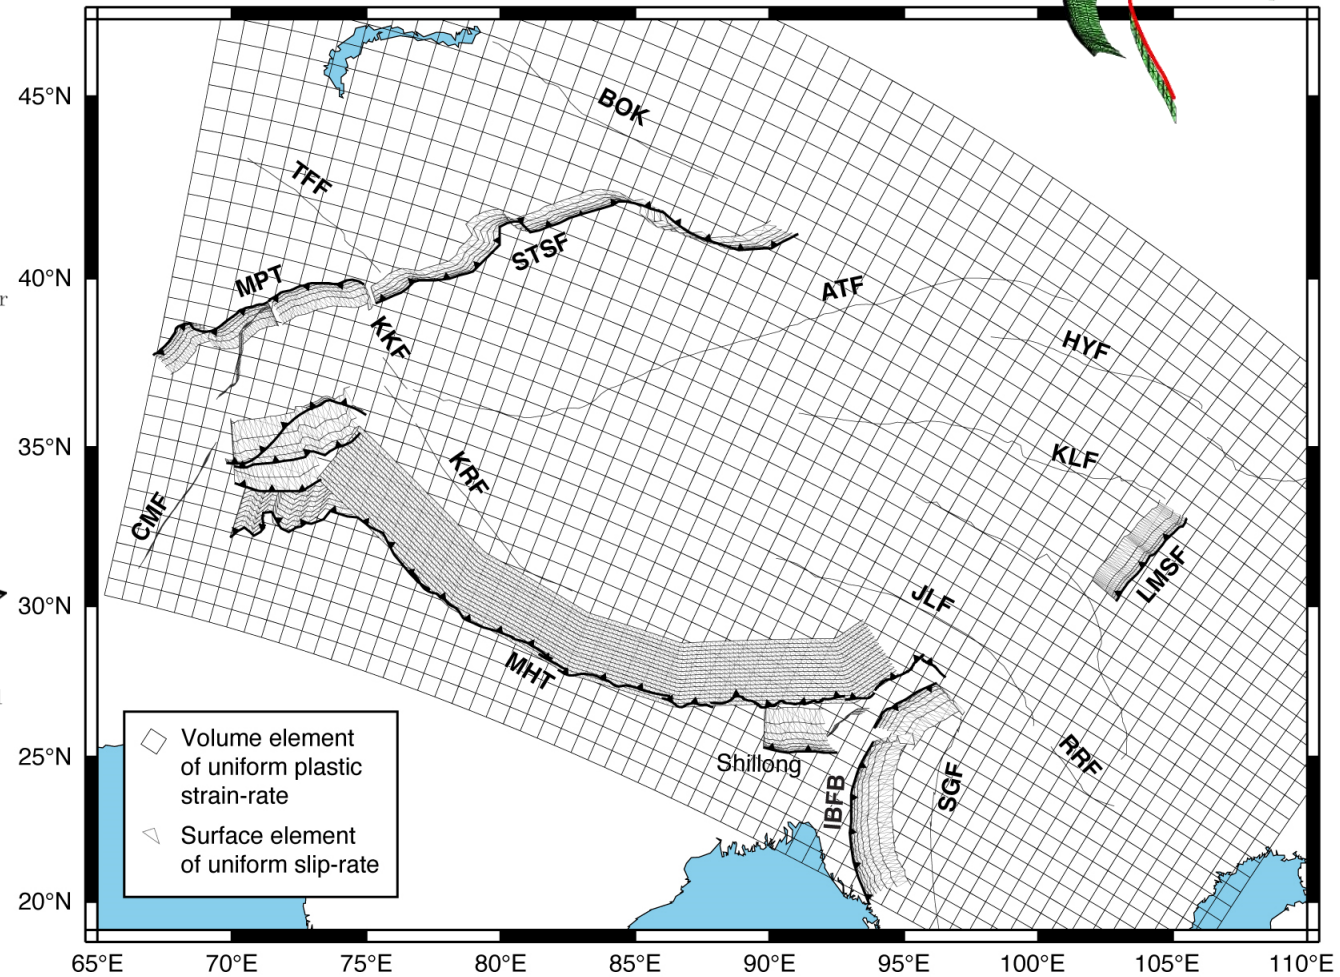 45°N
BOK
TFF
STSF
MPT
40°N
ATF
r
KKF
HYF
35°N
KLF
KRF
CMF
LMSF
30°N
JLF
MHT
25°N
Shillong
RRF
SGF
IBFB
Volume element
of uniform plastic
strain-rate
Surface element
of uniform slip-rate
20°N
65°E 70°E 75°E 80°E 85°E 90°E 95°E 100°E 105°E 110°E